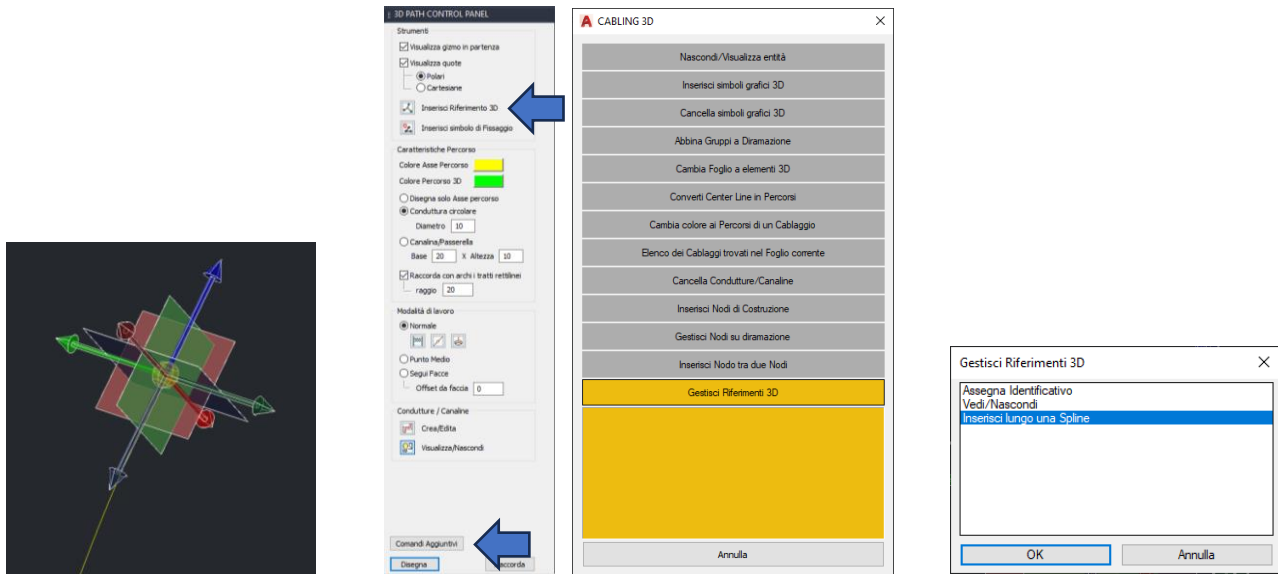 3D PATH CONTROL PANEL
Strumenti
Visualizza gizmo in partenza
Visualizza quote
Polari
Cartesiane
Inserisci Riferimento 3D
Inserisci simbolo di Fissaggio
Caratteristiche Percorso
Colore Asse Percorso
Colore Percorso 3D
Disegna solo Asse percorso
Conduttura circolare
Diametro 10
Canalina/Passerella
Base 20 X Altezza 10
Raccorda con archi i tratti rettilinei
raggio 20
Modalità di lavoro
Normale
Punto Medio
Segui Facce
Offset da faccia 0
Condutture / Canaline
Crea/Edita
Visualizza/Nascondi
Comandi Aggiuntivi
Disegna accorda
CABLING 3D
Nascondi/Visualizza entità
Inserisci simboli grafici 3D
Cancella simboli grafici 3D
Abbina Gruppi a Diramazione
Cambia Foglio a elementi 3D
Converti Center Line in Percorsi
Cambia colore ai Percorsi di un Cablaggio
Elenco dei Cablaggi trovati nel Foglio corrente
Cancella Condutture/Canaline
Inserisci Nodi di Costruzione
Gestisci Nodi su diramazione
Inserisci Nodo tra due Nodi
Gestisci Riferimenti 3D
Annulla
Gestisci Riferimenti 3D
Assegna Identificativo
Vedi/Nascondi
Inserisci lungo una Spline
OK Annulla